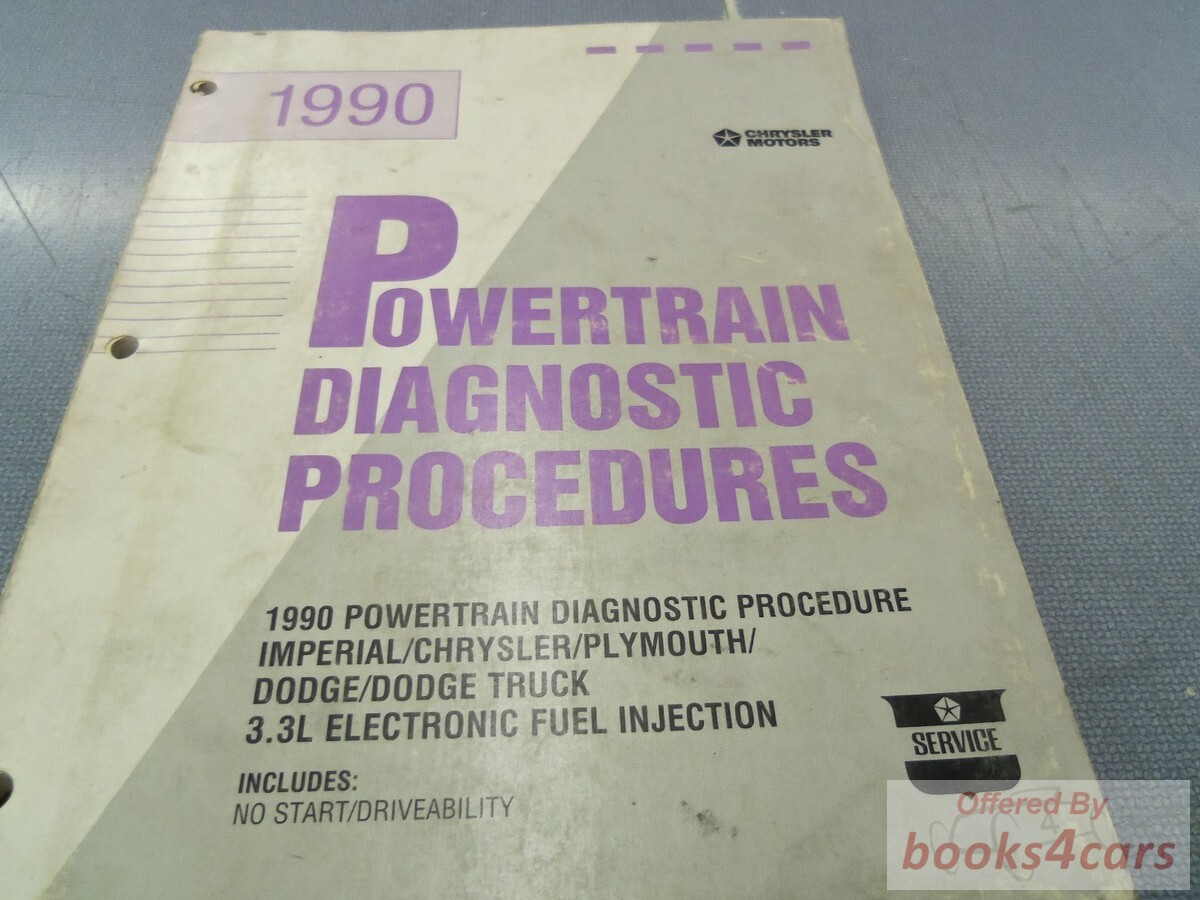 1990
CHRYSLER
MOTORS
POWERTRAIN
DIAGNOSTIC
PROCEDURES
1990 POWERTRAIN DIAGNOSTIC PROCEDURE
IMPERIAL/CHRYSLER/PLYMOUTH/
DODGE/DODGE TRUCK
3.3L ELECTRONIC FUEL INJECTION
INCLUDES:
NO START/DRIVEABILITY
SERVICE
Offered By
books4cars